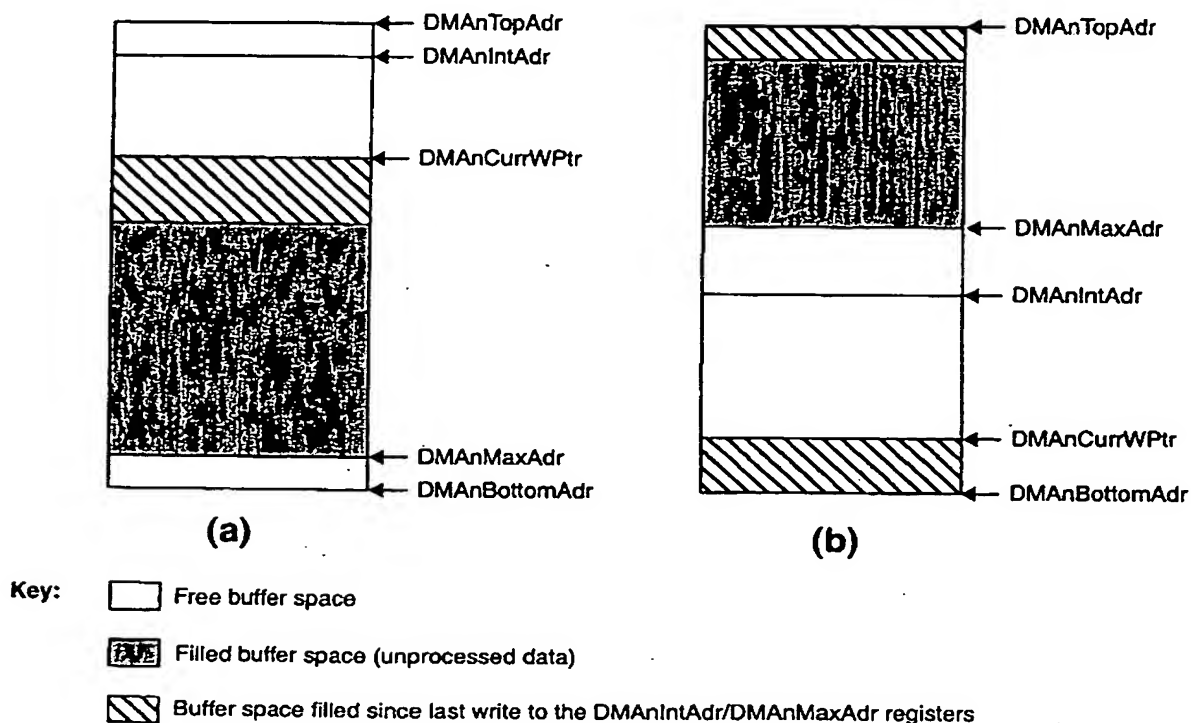 DMAnTopAdr
DMAnIntAdr
DMAnCurrWPtr
DMAnMaxAdr
DMAnBottomAdr
(a)
DMAnTopAdr
DMAnMaxAdr
DMAnIntAdr
DMAnCurrWPtr
DMAnBottomAdr
(b)
Key:
Free buffer space
Filled buffer space (unprocessed data)
Buffer space filled since last write to the DMAnIntAdr/DMAnMaxAdr registers